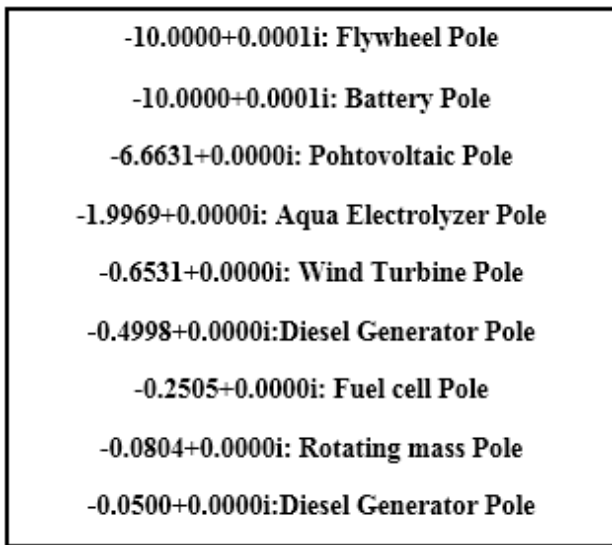 -10.0000+0.0001i: Flywheel Pole
-10.0000+0.0001i: Battery Pole
-6.6631+0.0000i: Pohtovoltaic Pole
-1.9969+0.0000i: Aqua Electrolyzer Pole
-0.6531+0.0000i: Wind Turbine Pole
-0.4998+0.0000i:Diesel Generator Pole
-0.2505+0.0000i: Fuel cell Pole
-0.0804+0.0000i: Rotating mass Pole
-0.0500+0.0000i:Diesel Generator Pole